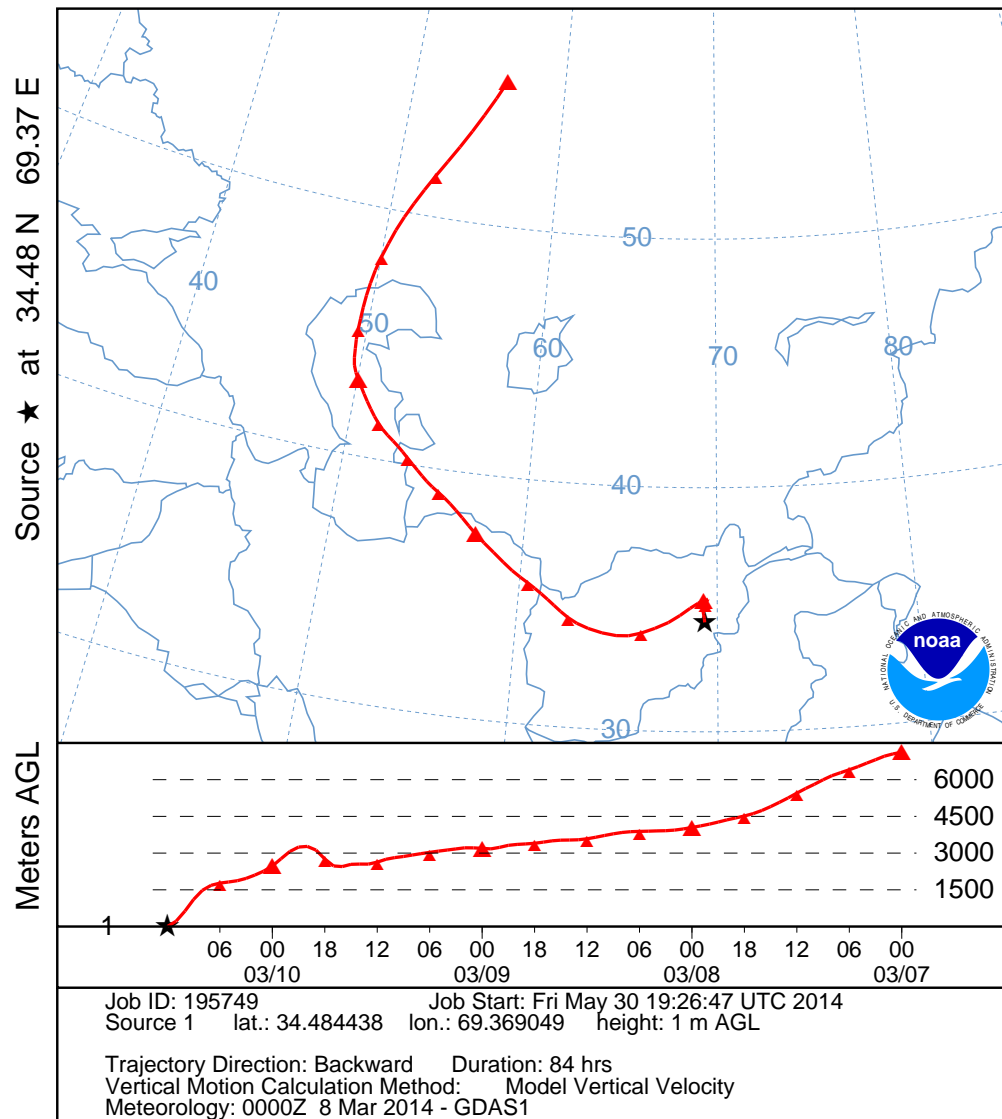 Source ★ at 34.48 N 69.37 E
50
40
50
60
70
80
40
30
noaa
NATIONAL OCEANIC AND ATMOSPHERIC ADMINISTRATION
U.S. DEPARTMENT OF COMMERCE
Meters AGL
6000
4500
3000
1500
1
06 00 18 12 06 00 18 12 06 00 18 12 06 00
03/10 03/09 03/08 03/07
Job ID: 195749 Job Start: Fri May 30 19:26:47 UTC 2014
Source 1 lat.: 34.484438 lon.: 69.369049 height: 1 m AGL
Trajectory Direction: Backward Duration: 84 hrs
Vertical Motion Calculation Method: Model Vertical Velocity
Meteorology: 0000Z 8 Mar 2014 - GDAS1